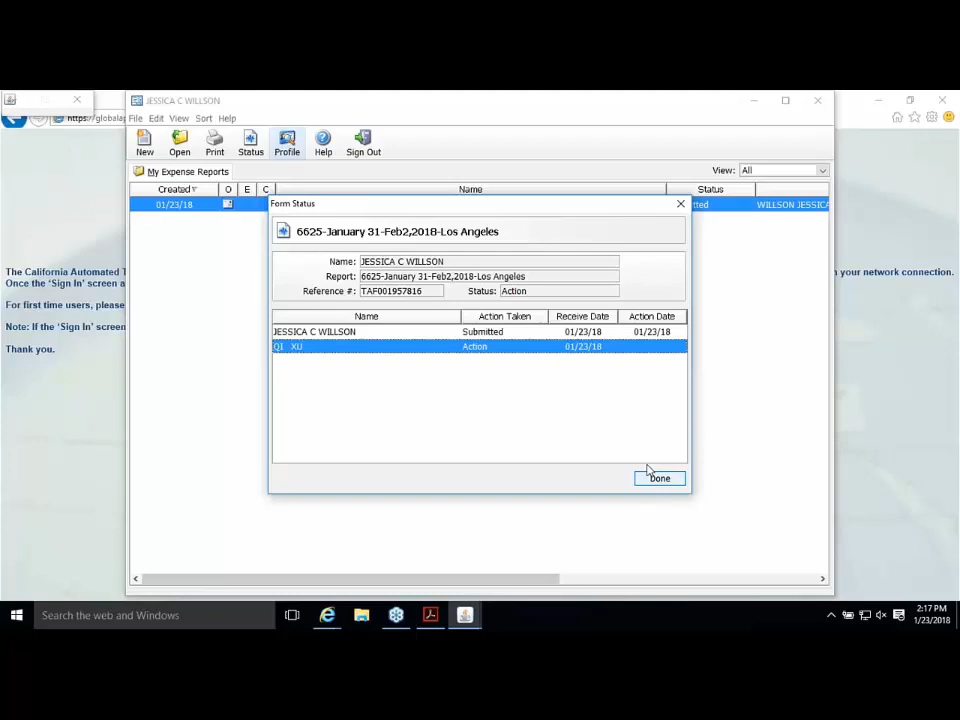 JESSICA C WILLSON
https://globala
File Edit View Sort Help
New Open Print Status Profile Help Sign Out
My Expense Reports
View: All
Created O E C Name Status
01/23/18 tted WILLSON JESSICA
Form Status
6625-January 31-Feb2,2018-Los Angeles
Name: JESSICA C WILLSON
Report: 6625-January 31-Feb2,2018-Los Angeles
Reference #: TAF001957816 Status: Action
Name Action Taken Receive Date Action Date
JESSICA C WILLSON Submitted 01/23/18 01/23/18
QI XU Action 01/23/18
Done
The California Automated T
n your network connection.
Once the 'Sign In' screen a
For first time users, please
Note: If the 'Sign In' screen
Thank you.
Search the web and Windows
2:17 PM
1/23/2018